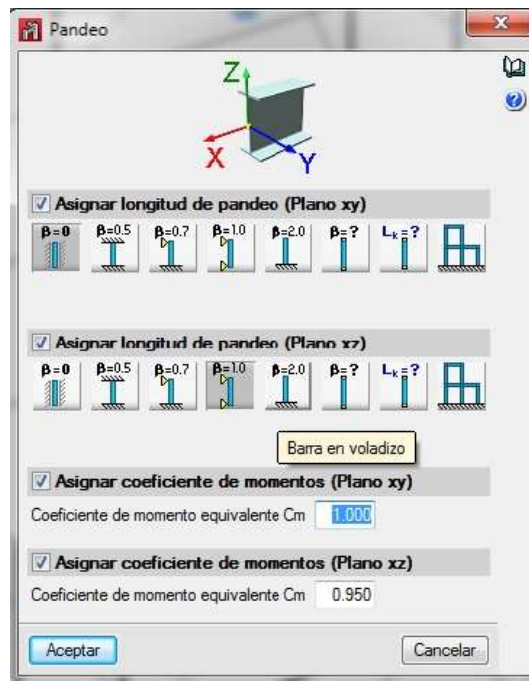 Pandeo
Z
X
Y
Asignar longitud de pandeo (Plano xy)
β=0 β=0.5 β=0.7 β=1.0 β=2.0 β=? Lk=?
Asignar longitud de pandeo (Plano xz)
β=0 β=0.5 β=0.7 β=1.0 β=2.0 β=? Lk=?
Barra en voladizo
Asignar coeficiente de momentos (Plano xy)
Coeficiente de momento equivalente Cm 1.000
Asignar coeficiente de momentos (Plano xz)
Coeficiente de momento equivalente Cm 0.950
Aceptar Cancelar